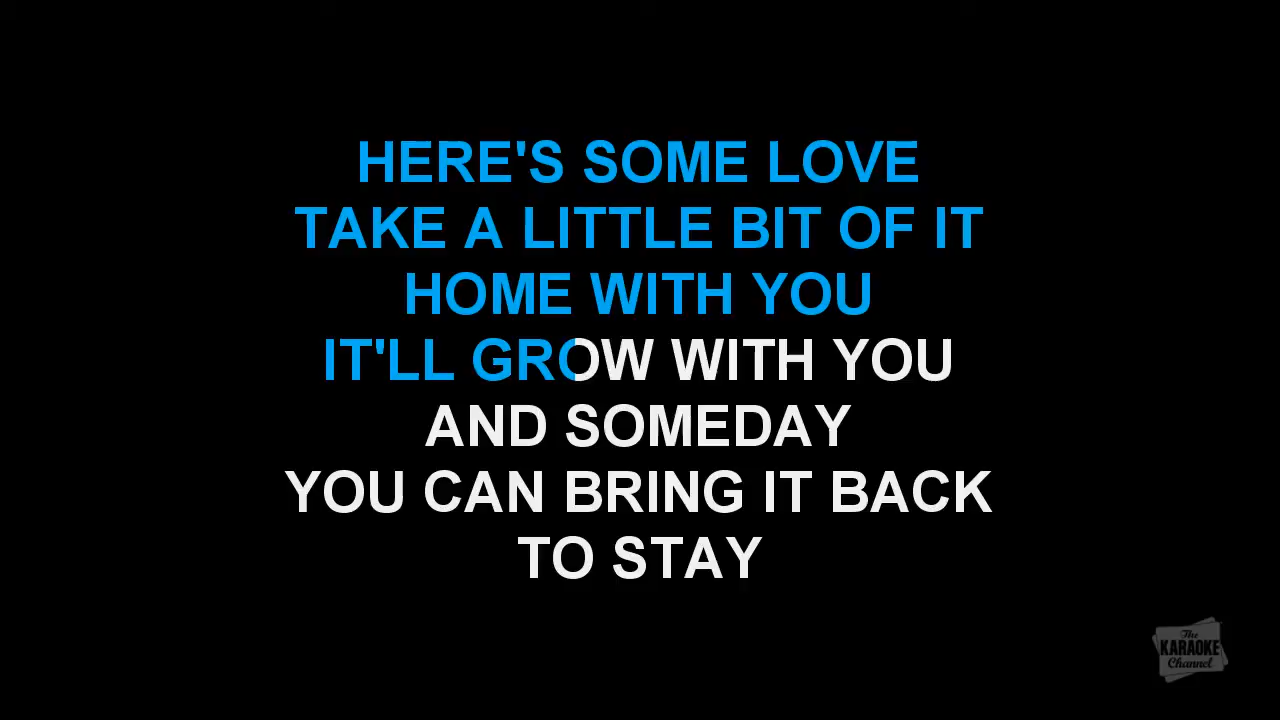 HERE'S SOME LOVE
TAKE A LITTLE BIT OF IT
HOME WITH YOU
IT'LL GROW WITH YOU
AND SOMEDAY
YOU CAN BRING IT BACK
TO STAY
The
KARAOKE
Channel